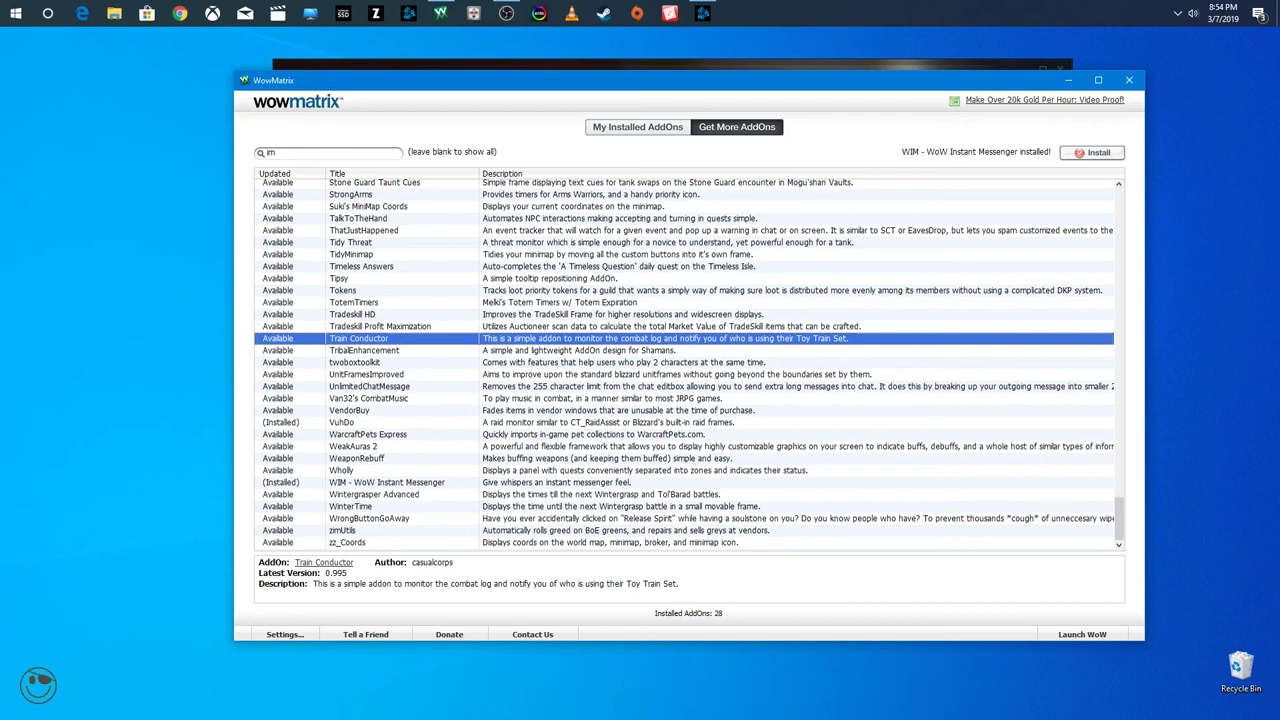 SSD
Z
8:54 PM
3/7/2019
3
WowMatrix
wowmatrix™
Make Over 20k Gold Per Hour: Video Proof!
My Installed AddOns Get More AddOns
im (leave blank to show all) WIM - WoW Instant Messenger installed! Install
Updated Title Description
Available Stone Guard Taunt Cues Simple frame displaying text cues for tank swaps on the Stone Guard encounter in Mogu'shan Vaults.
Available StrongArms Provides timers for Arms Warriors, and a handy priority icon.
Available Suki's MiniMap Coords Displays your current coordinates on the minimap.
Available TalkToTheHand Automates NPC interactions making accepting and turning in quests simple.
Available ThatJustHappened An event tracker that will watch for a given event and pop up a warning in chat or on screen. It is similar to SCT or EavesDrop, but lets you spam customized events to the
Available Tidy Threat A threat monitor which is simple enough for a novice to understand, yet powerful enough for a tank.
Available TidyMinimap Tidies your minimap by moving all the custom buttons into it's own frame.
Available Timeless Answers Auto-completes the 'A Timeless Question' daily quest on the Timeless Isle.
Available Tipsy A simple tooltip repositioning AddOn.
Available Tokens Tracks loot priority tokens for a guild that wants a simply way of making sure loot is distributed more evenly among its members without using a complicated DKP system.
Available TotemTimers Melki's Totem Timers w/ Totem Expiration
Available Tradeskill HD Improves the TradeSkill Frame for higher resolutions and widescreen displays.
Available Tradeskill Profit Maximization Utilizes Auctioneer scan data to calculate the total Market Value of TradeSkill items that can be crafted.
Available Train Conductor This is a simple addon to monitor the combat log and notify you of who is using their Toy Train Set.
Available TribalEnhancement A simple and lightweight AddOn design for Shamans.
Available twoboxtoolkit Comes with features that help users who play 2 characters at the same time.
Available UnitFramesImproved Aims to improve upon the standard blizzard unitframes without going beyond the boundaries set by them.
Available UnlimitedChatMessage Removes the 255 character limit from the chat editbox allowing you to send extra long messages into chat. It does this by breaking up your outgoing message into smaller 2
Available Van32's CombatMusic To play music in combat, in a manner similar to most JRPG games.
Available VendorBuy Fades items in vendor windows that are unusable at the time of purchase.
(Installed) VuhDo A raid monitor similar to CT_RaidAssist or Blizzard's built-in raid frames.
Available WarcraftPets Express Quickly imports in-game pet collections to WarcraftPets.com.
Available WeakAuras 2 A powerful and flexible framework that allows you to display highly customizable graphics on your screen to indicate buffs, debuffs, and a whole host of similar types of inforr
Available WeaponRebuff Makes buffing weapons (and keeping them buffed) simple and easy.
Available Wholly Displays a panel with quests conveniently separated into zones and indicates their status.
(Installed) WIM - WoW Instant Messenger Give whispers an instant messenger feel.
Available Wintergrasper Advanced Displays the times till the next Wintergrasp and Tol'Barad battles.
Available WinterTime Displays the time until the next Wintergrasp battle in a small movable frame.
Available WrongButtonGoAway Have you ever accidentally clicked on "Release Spirit" while having a soulstone on you? Do you know people who have? To prevent thousands *cough* of unneccesary wipe
Available zimUtils Automatically rolls greed on BoE greens, and repairs and sells greys at vendors.
Available zz_Coords Displays coords on the world map, minimap, broker, and minimap icon.
AddOn: Train Conductor Author: casualcorps
Latest Version: 0.995
Description: This is a simple addon to monitor the combat log and notify you of who is using their Toy Train Set.
Installed AddOns: 28
Settings... Tell a Friend Donate Contact Us Launch WoW
Recycle Bin